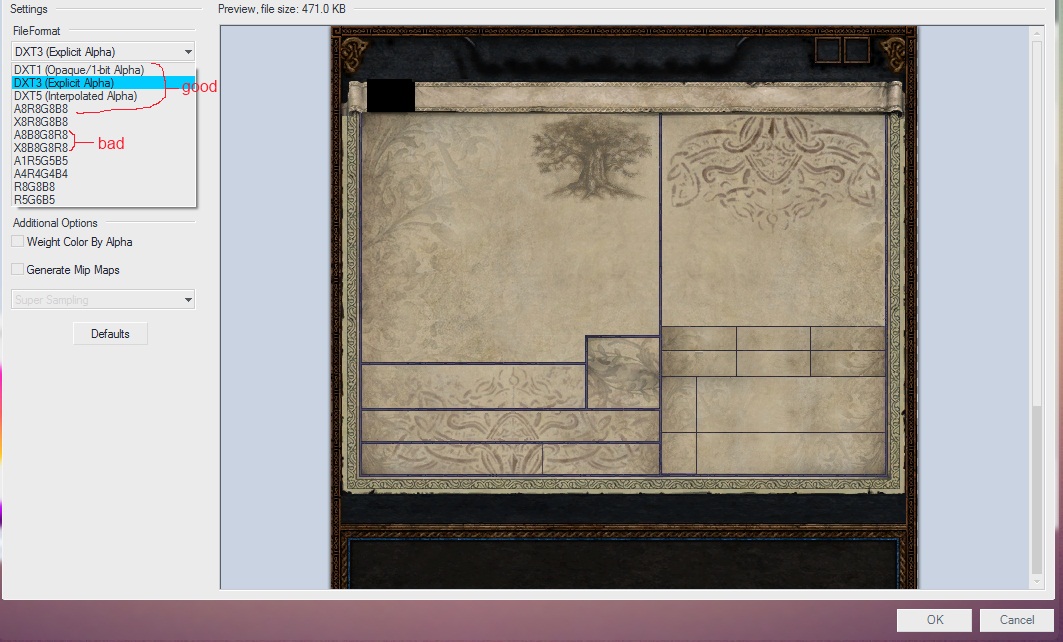 Settings
Preview, file size: 471.0 KB
FileFormat
DXT3 (Explicit Alpha)
DXT1 (Opaque/1-bit Alpha)
DXT3 (Explicit Alpha)
good
DXT5 (Interpolated Alpha)
A8R8G8B8
X8R8G8B8
A8B8G8R8
bad
X8B8G8R8
A1R5G5B5
A4R4G4B4
R8G8B8
R5G6B5
Additional Options
Weight Color By Alpha
Generate Mip Maps
Super Sampling
Defaults
OK
Cancel